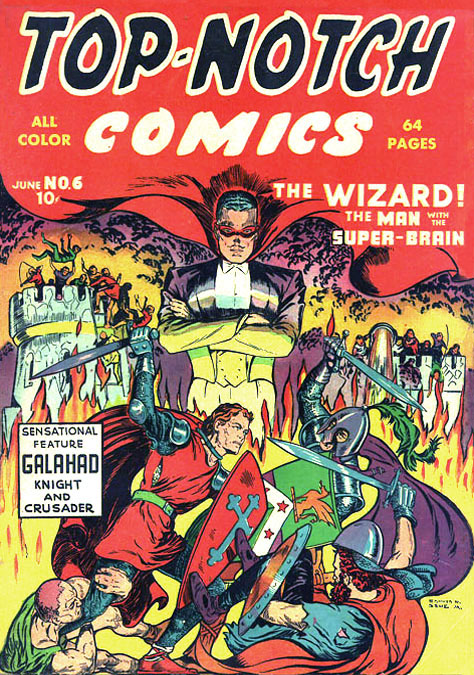 TOP-NOTCH
COMICS
ALL
COLOR
64
PAGES
JUNE NO.6
10¢
THE WIZARD!
THE MAN WITH THE
SUPER-BRAIN
SENSATIONAL
FEATURE
GALAHAD
KNIGHT
AND
CRUSADER